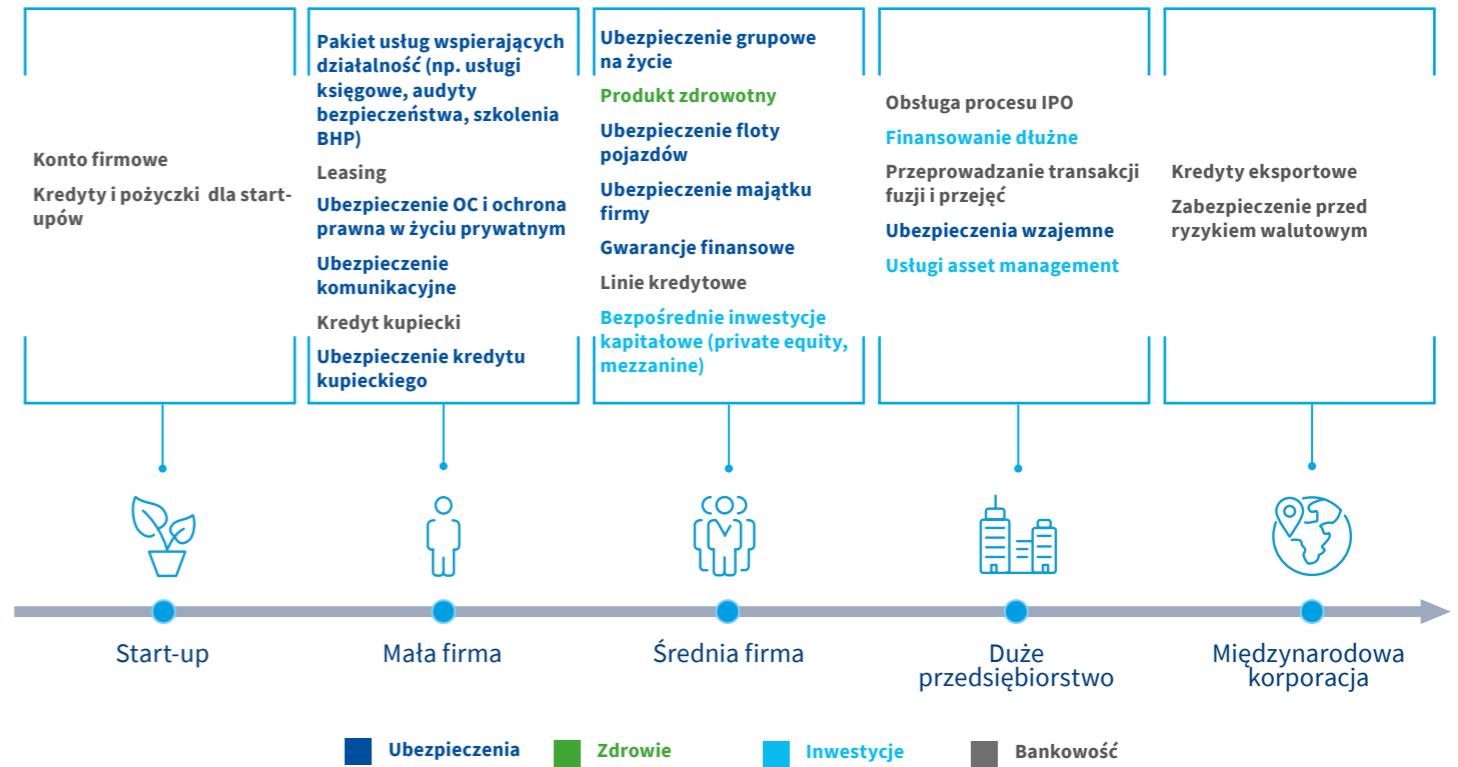 Konto firmowe
Kredyty i pożyczki  dla start-
upów
Pakiet usług wspierających
działalność (np. usługi
księgowe, audyty
bezpieczeństwa, szkolenia
BHP)
Leasing
Ubezpieczenie OC i ochrona
prawna w życiu prywatnym
Ubezpieczenie
komunikacyjne
Kredyt kupiecki
Ubezpieczenie kredytu
kupieckiego
Ubezpieczenie grupowe
na życie
Produkt zdrowotny
Ubezpieczenie floty
pojazdów
Ubezpieczenie majątku
firmy
Gwarancje finansowe
Linie kredytowe
Bezpośrednie inwestycje
kapitałowe (private equity,
mezzanine)
Obsługa procesu IPO
Finansowanie dłużne
Przeprowadzanie transakcji
fuzji i przejęć
Ubezpieczenia wzajemne
Usługi asset management
Kredyty eksportowe
Zabezpieczenie przed
ryzykiem walutowym
Start-up
Mała firma
Średnia firma
Duże
przedsiębiorstwo
Międzynarodowa
korporacja
Ubezpieczenia
Zdrowie
Inwestycje
Bankowość